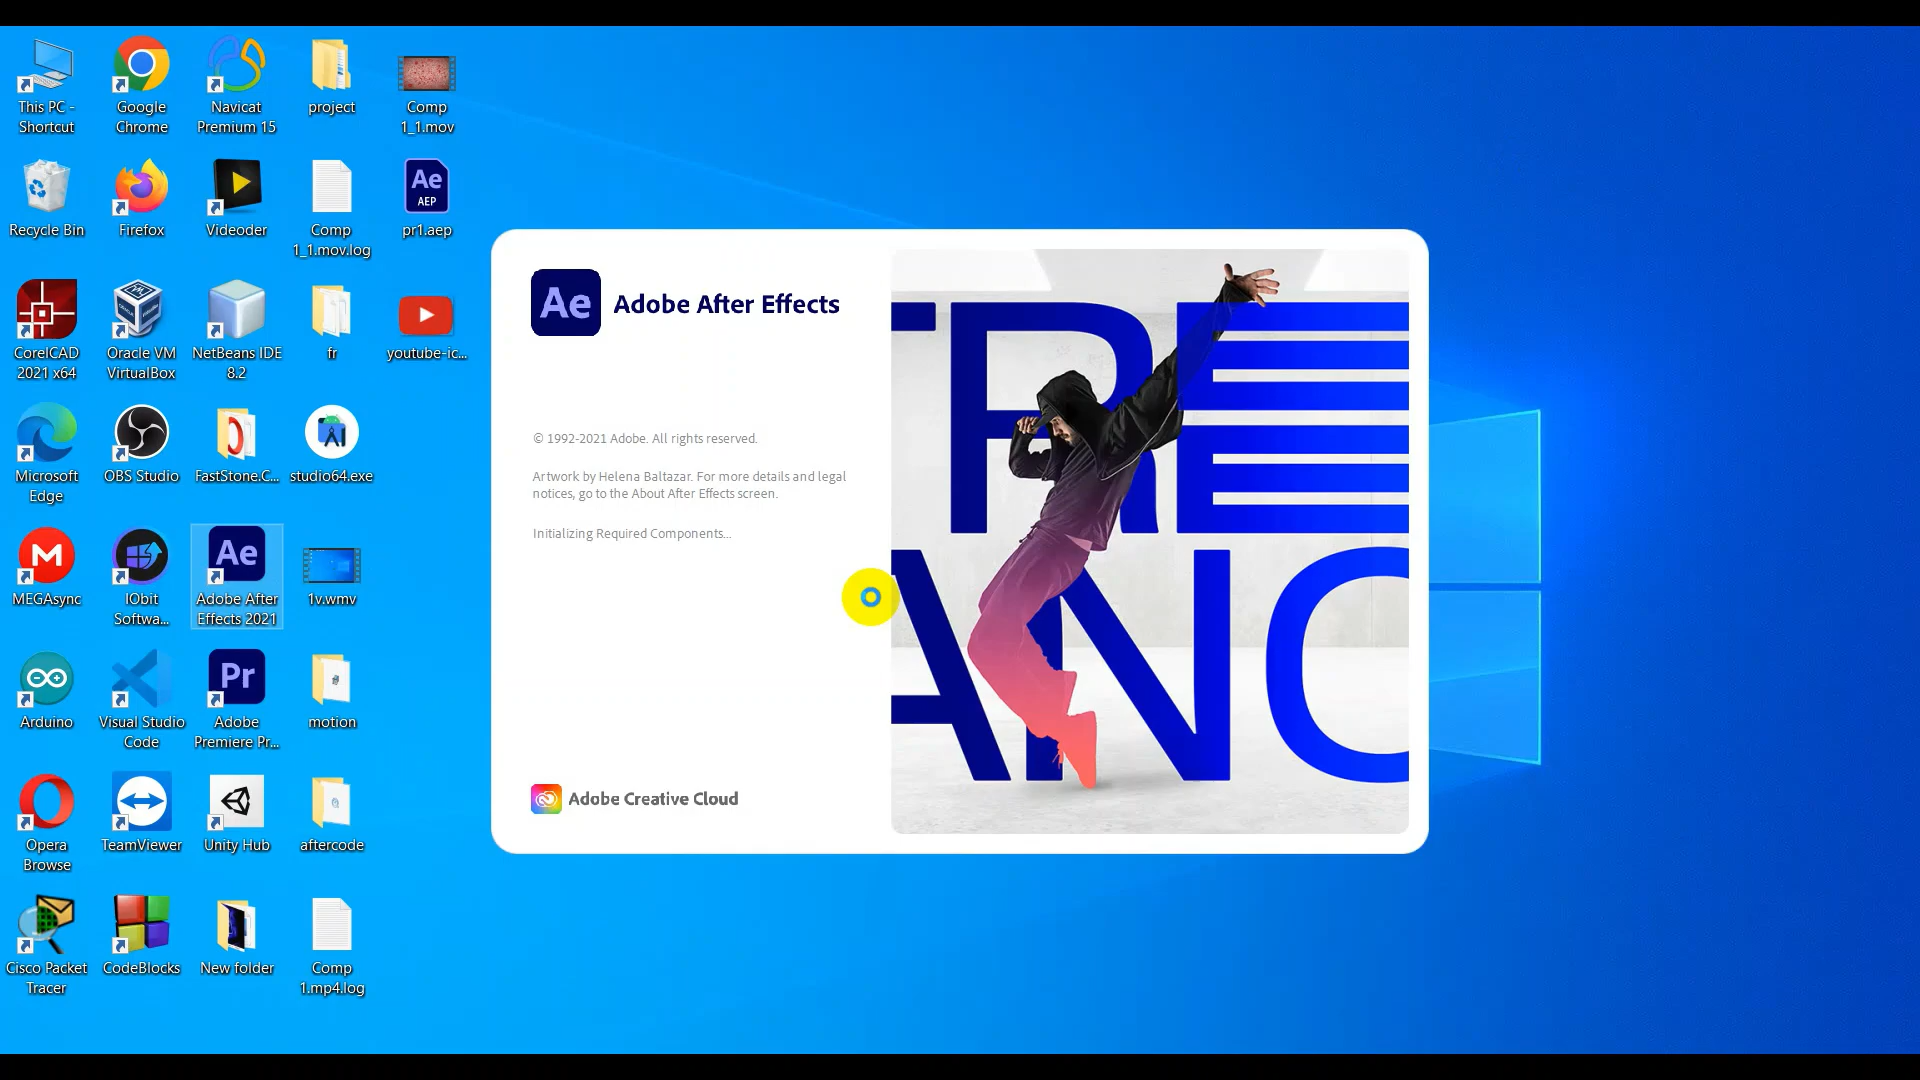 This PC -
Shortcut
Google
Chrome
Navicat
Premium 15
project
Comp
1_1.mov
Recycle Bin
Firefox
Videoder
Comp
1_1.mov.log
Ae
AEP
pr1.aep
CorelCAD
2021 x64
Oracle VM
VirtualBox
NetBeans IDE
8.2
fr
youtube-ic...
Microsoft
Edge
OBS Studio
FastStone.C...
studio64.exe
MEGAsync
IObit
Softwa...
Ae
Adobe After
Effects 2021
1v.wmv
Arduino
Visual Studio
Code
Pr
Adobe
Premiere Pr...
motion
Opera
Browse
TeamViewer
Unity Hub
aftercode
Cisco Packet
Tracer
CodeBlocks
New folder
Comp
1.mp4.log
Ae Adobe After Effects
© 1992-2021 Adobe. All rights reserved.
Artwork by Helena Baltazar. For more details and legal
notices, go to the About After Effects screen.
Initializing Required Components...
Adobe Creative Cloud
TRE
ANC